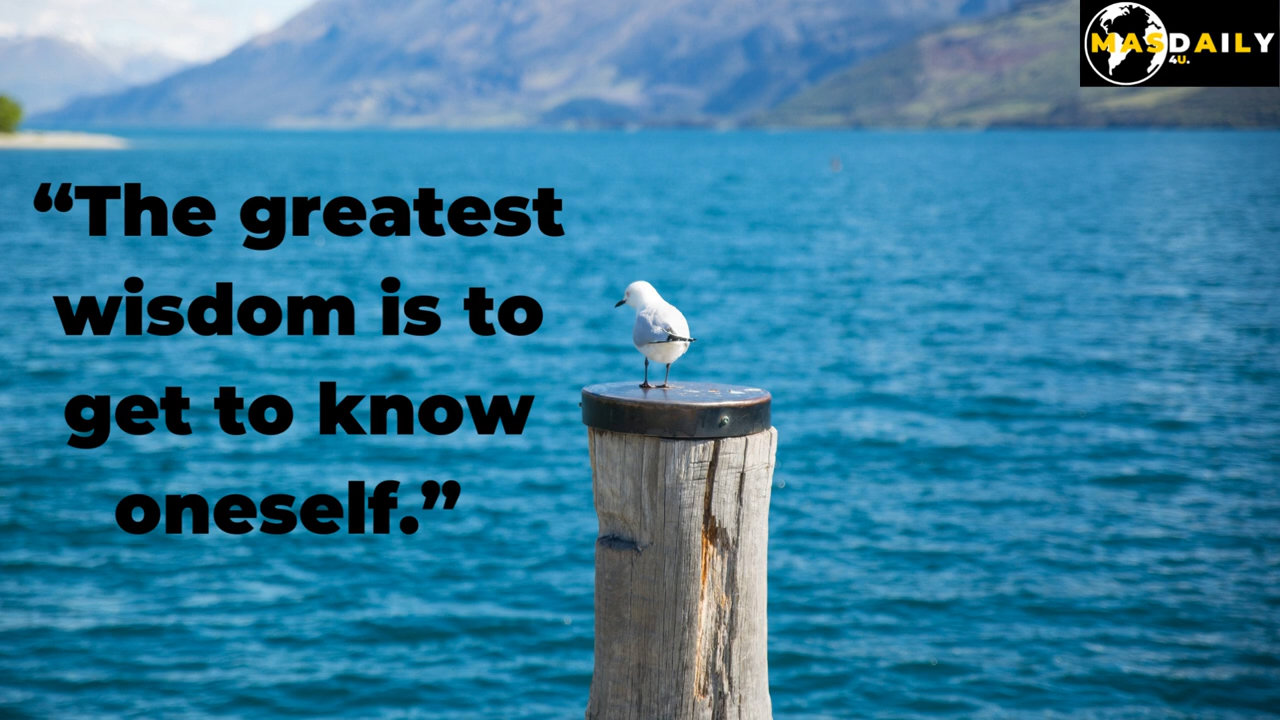 MASDAILY
4U.
“The greatest
wisdom is to
get to know
oneself.”